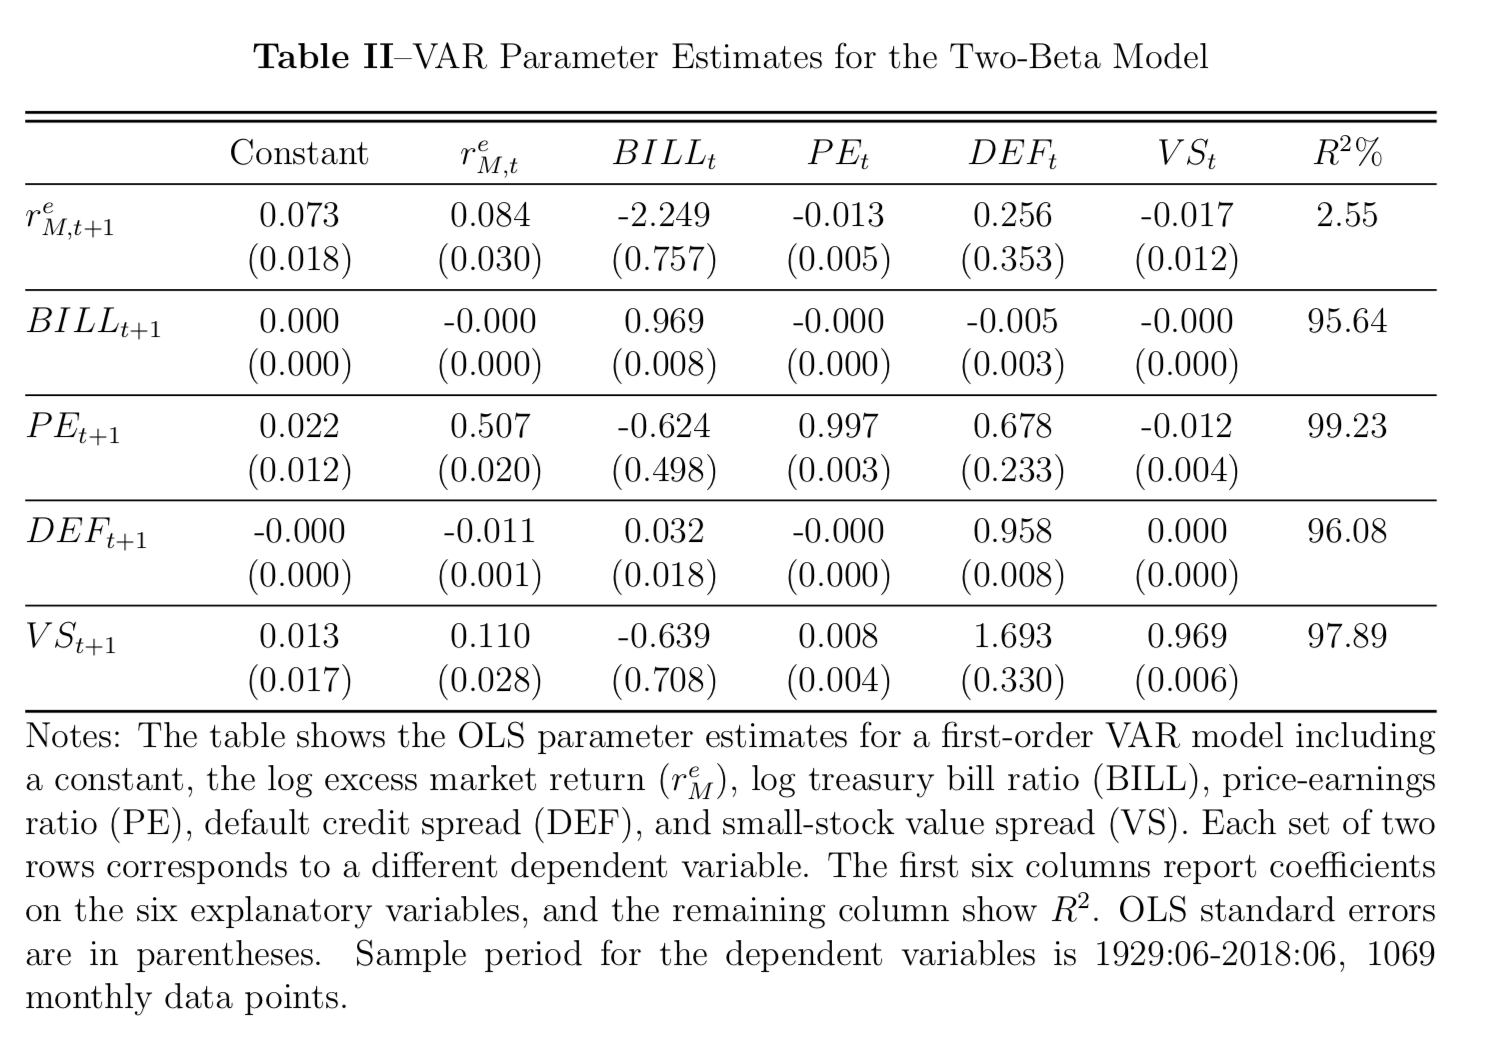 Table II–VAR Parameter Estimates for the Two-Beta Model
Constant r^e_{M,t} BILL_t PE_t DEF_t VS_t R²%
r^e_{M,t+1} 0.073 0.084 -2.249 -0.013 0.256 -0.017 2.55
(0.018) (0.030) (0.757) (0.005) (0.353) (0.012)
BILL_{t+1} 0.000 -0.000 0.969 -0.000 -0.005 -0.000 95.64
(0.000) (0.000) (0.008) (0.000) (0.003) (0.000)
PE_{t+1} 0.022 0.507 -0.624 0.997 0.678 -0.012 99.23
(0.012) (0.020) (0.498) (0.003) (0.233) (0.004)
DEF_{t+1} -0.000 -0.011 0.032 -0.000 0.958 0.000 96.08
(0.000) (0.001) (0.018) (0.000) (0.008) (0.000)
VS_{t+1} 0.013 0.110 -0.639 0.008 1.693 0.969 97.89
(0.017) (0.028) (0.708) (0.004) (0.330) (0.006)
Notes: The table shows the OLS parameter estimates for a first-order VAR model including
a constant, the log excess market return (r^e_M), log treasury bill ratio (BILL), price-earnings
ratio (PE), default credit spread (DEF), and small-stock value spread (VS). Each set of two
rows corresponds to a different dependent variable. The first six columns report coefficients
on the six explanatory variables, and the remaining column show R². OLS standard errors
are in parentheses. Sample period for the dependent variables is 1929:06-2018:06, 1069
monthly data points.